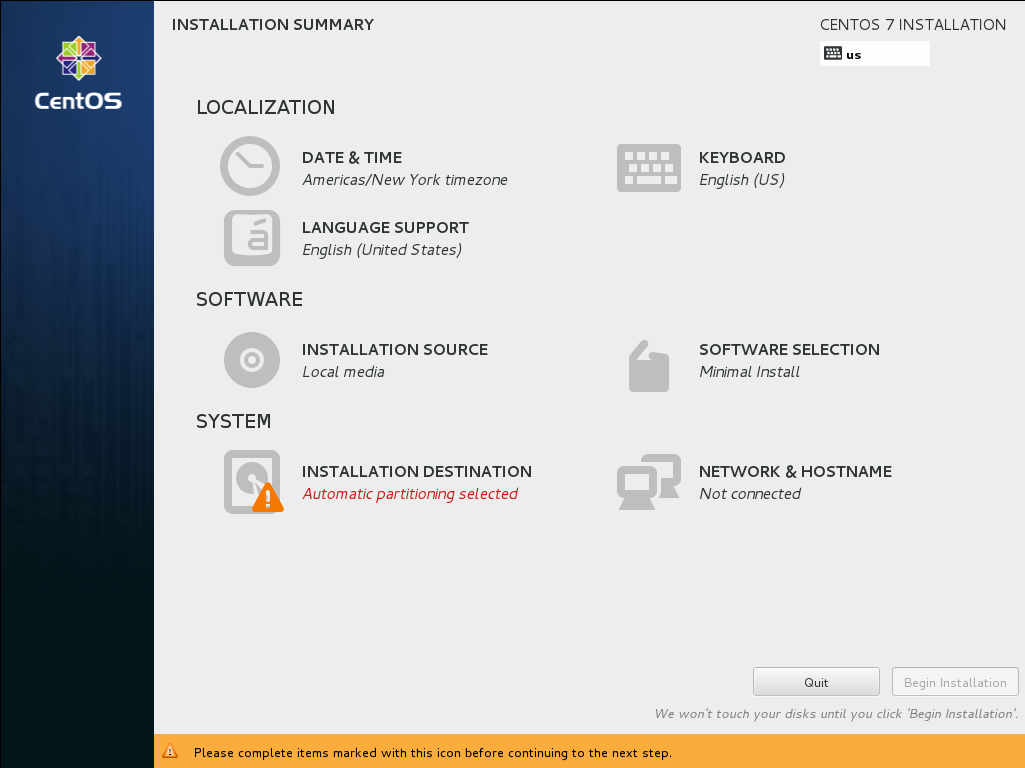 INSTALLATION SUMMARY
CENTOS 7 INSTALLATION
us
CentOS
LOCALIZATION
DATE & TIME
Americas/New York timezone
KEYBOARD
English (US)
LANGUAGE SUPPORT
English (United States)
SOFTWARE
INSTALLATION SOURCE
Local media
SOFTWARE SELECTION
Minimal Install
SYSTEM
INSTALLATION DESTINATION
Automatic partitioning selected
NETWORK & HOSTNAME
Not connected
Quit
Begin Installation
We won't touch your disks until you click 'Begin Installation'.
Please complete items marked with this icon before continuing to the next step.